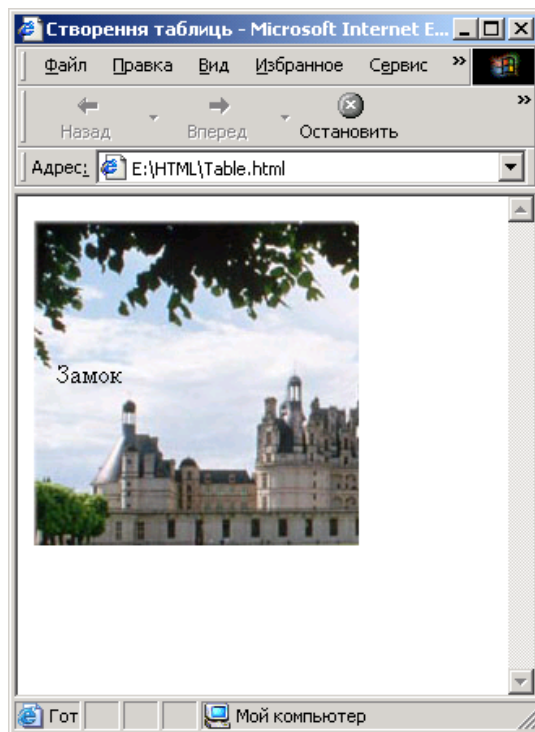 Створення таблиць - Microsoft Internet E...
Файл Правка Вид Избранное Сервис »
Назад Вперед Остановить »
Адрес: E:\HTML\Table.html
Замок
Гот Мой компьютер